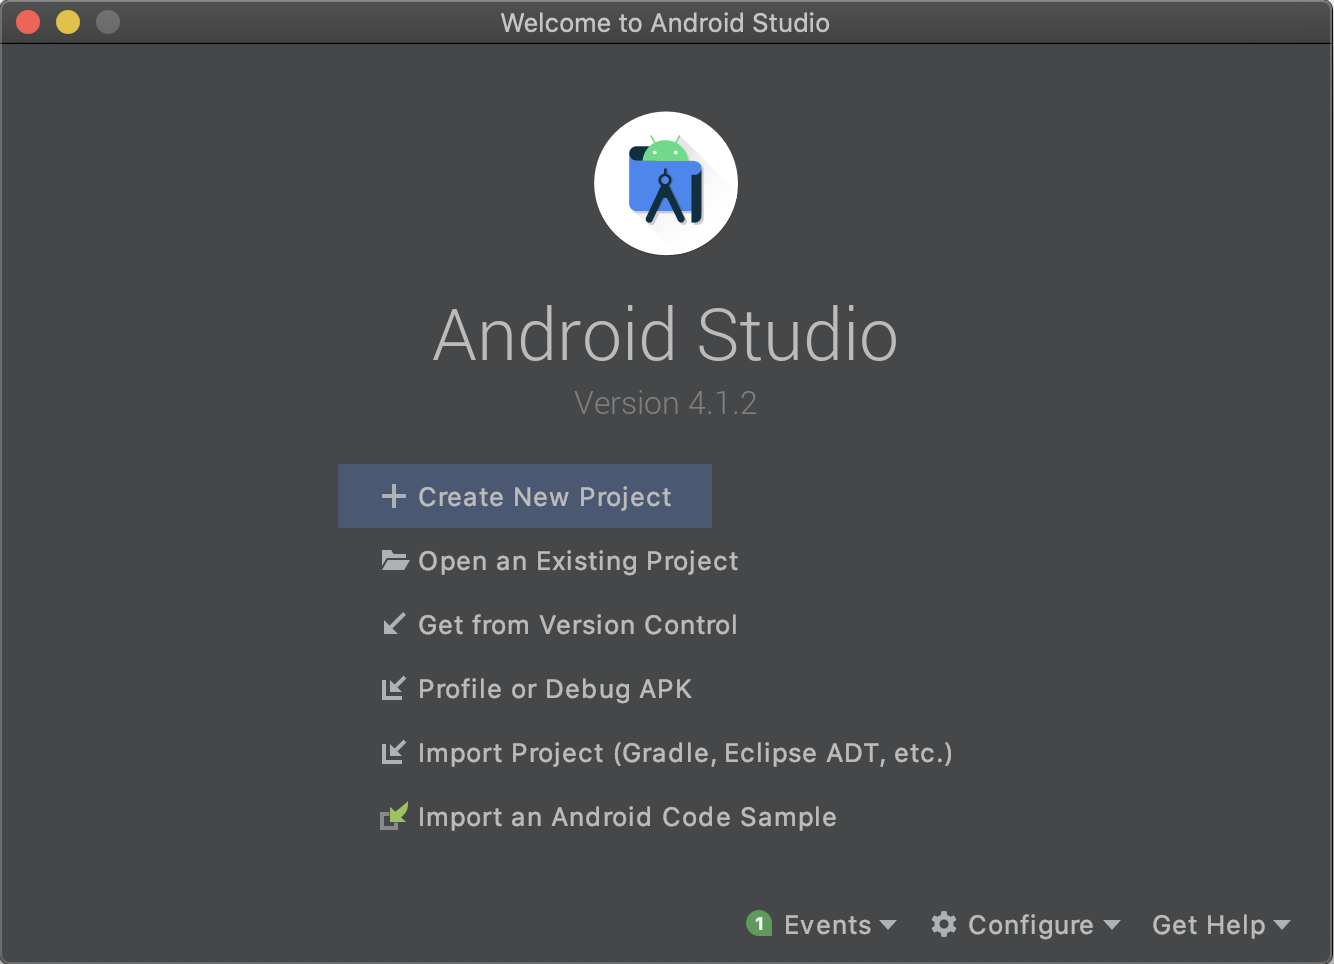 Welcome to Android Studio
Android Studio
Version 4.1.2
Create New Project
Open an Existing Project
Get from Version Control
Profile or Debug APK
Import Project (Gradle, Eclipse ADT, etc.)
Import an Android Code Sample
1 Events Configure Get Help